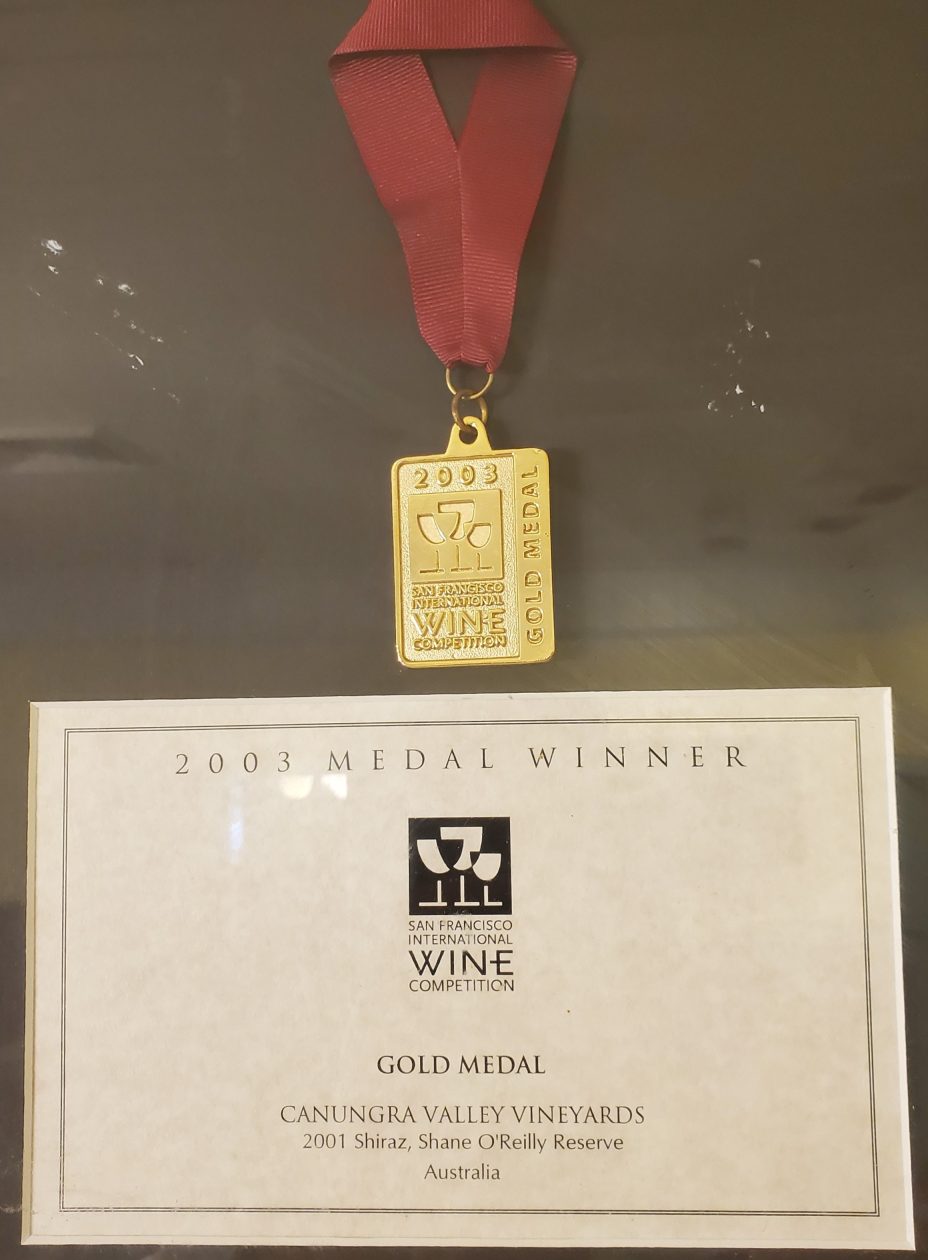 2003
SAN FRANCISCO
INTERNATIONAL
WINE
COMPETITION
GOLD MEDAL
2003 MEDAL WINNER
SAN FRANCISCO
INTERNATIONAL
WINE
COMPETITION
GOLD MEDAL
CANUNGRA VALLEY VINEYARDS
2001 Shiraz, Shane O'Reilly Reserve
Australia